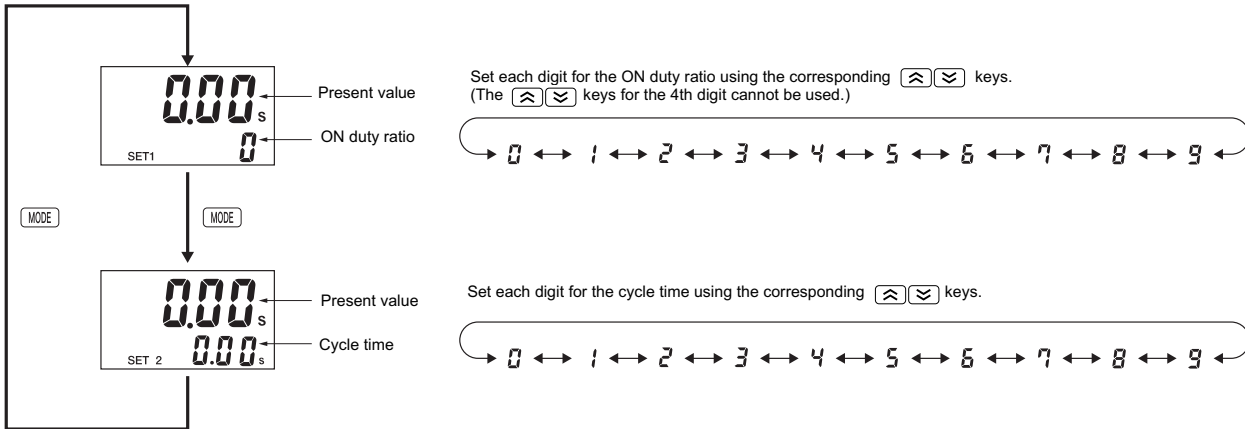 0.00 s
Present value
ON duty ratio
SET1 0
Set each digit for the ON duty ratio using the corresponding keys.
(The keys for the 4th digit cannot be used.)
0 1 2 3 4 5 6 7 8 9
MODE MODE
0.00 s
Present value
Cycle time
SET 2 0.00 s
Set each digit for the cycle time using the corresponding keys.
0 1 2 3 4 5 6 7 8 9